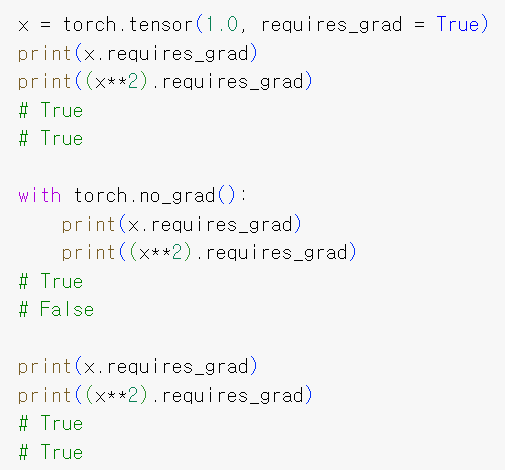 x = torch.tensor(1.0, requires_grad = True)
print(x.requires_grad)
print((x**2).requires_grad)
# True
# True

with torch.no_grad():
    print(x.requires_grad)
    print((x**2).requires_grad)
# True
# False

print(x.requires_grad)
print((x**2).requires_grad)
# True
# True